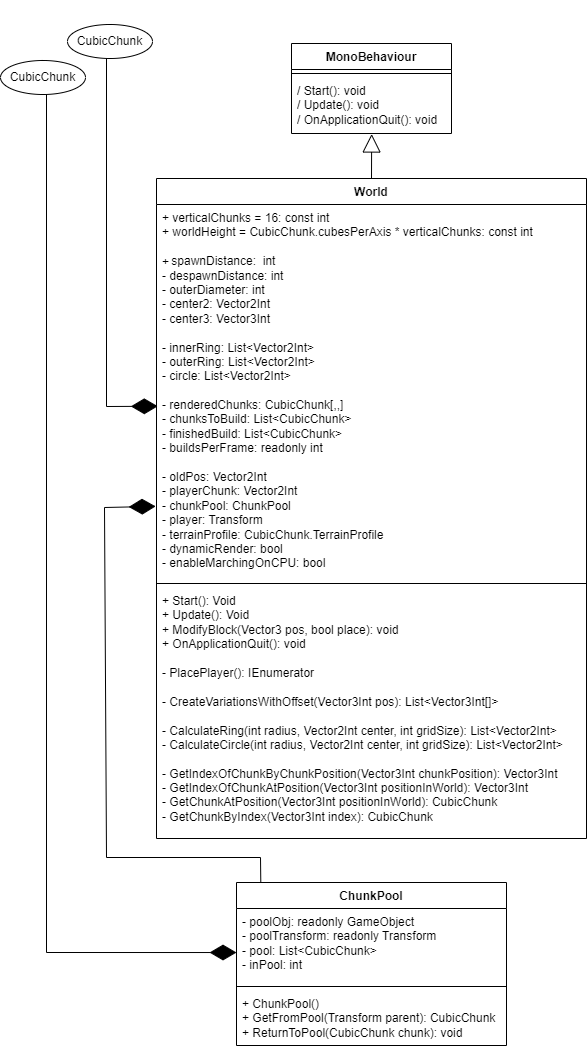 CubicChunk
CubicChunk
MonoBehaviour
/ Start(): void
/ Update(): void
/ OnApplicationQuit(): void
World
+ verticalChunks = 16: const int
+ worldHeight = CubicChunk.cubesPerAxis * verticalChunks: const int
+ spawnDistance:  int
- despawnDistance: int
- outerDiameter: int
- center2: Vector2Int
- center3: Vector3Int
- innerRing: List<Vector2Int>
- outerRing: List<Vector2Int>
- circle: List<Vector2Int>
- renderedChunks: CubicChunk[,,]
- chunksToBuild: List<CubicChunk>
- finishedBuild: List<CubicChunk>
- buildsPerFrame: readonly int
- oldPos: Vector2Int
- playerChunk: Vector2Int
- chunkPool: ChunkPool
- player: Transform
- terrainProfile: CubicChunk.TerrainProfile
- dynamicRender: bool
- enableMarchingOnCPU: bool
+ Start(): Void
+ Update(): Void
+ ModifyBlock(Vector3 pos, bool place): void
+ OnApplicationQuit(): void
- PlacePlayer(): IEnumerator
- CreateVariationsWithOffset(Vector3Int pos): List<Vector3Int[]>
- CalculateRing(int radius, Vector2Int center, int gridSize): List<Vector2Int>
- CalculateCircle(int radius, Vector2Int center, int gridSize): List<Vector2Int>
- GetIndexOfChunkByChunkPosition(Vector3Int chunkPosition): Vector3Int
- GetIndexOfChunkAtPosition(Vector3Int positionInWorld): Vector3Int
- GetChunkAtPosition(Vector3Int positionInWorld): CubicChunk
- GetChunkByIndex(Vector3Int index): CubicChunk
ChunkPool
- poolObj: readonly GameObject
- poolTransform: readonly Transform
- pool: List<CubicChunk>
- inPool: int
+ ChunkPool()
+ GetFromPool(Transform parent): CubicChunk
+ ReturnToPool(CubicChunk chunk): void